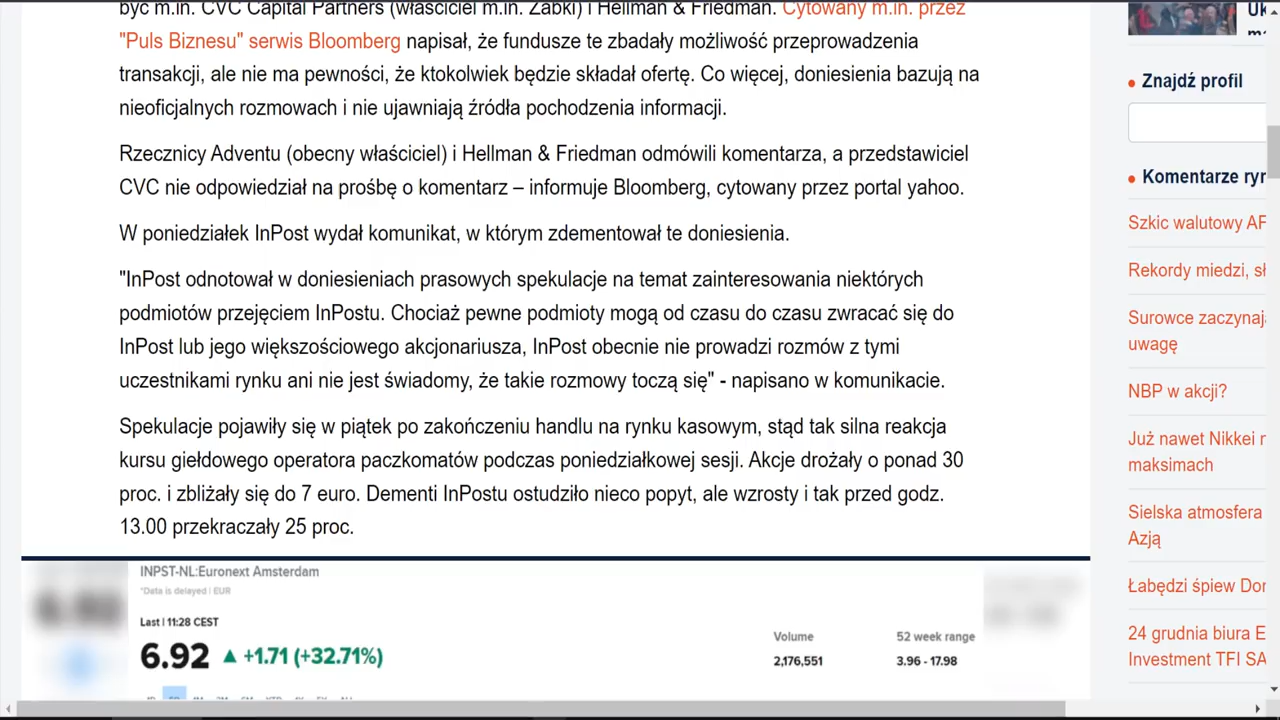 być m.in. CVC Capital Partners (właściciel m.in. Żabki) i Hellman & Friedman. Cytowany m.in. przez
"Puls Biznesu" serwis Bloomberg napisał, że fundusze te zbadały możliwość przeprowadzenia
transakcji, ale nie ma pewności, że ktokolwiek będzie składał ofertę. Co więcej, doniesienia bazują na
nieoficjalnych rozmowach i nie ujawniają źródła pochodzenia informacji.
Rzecznicy Adventu (obecny właściciel) i Hellman & Friedman odmówili komentarza, a przedstawiciel
CVC nie odpowiedział na prośbę o komentarz – informuje Bloomberg, cytowany przez portal yahoo.
W poniedziałek InPost wydał komunikat, w którym zdementował te doniesienia.
"InPost odnotował w doniesieniach prasowych spekulacje na temat zainteresowania niektórych
podmiotów przejęciem InPostu. Chociaż pewne podmioty mogą od czasu do czasu zwracać się do
InPost lub jego większościowego akcjonariusza, InPost obecnie nie prowadzi rozmów z tymi
uczestnikami rynku ani nie jest świadomy, że takie rozmowy toczą się" - napisano w komunikacie.
Spekulacje pojawiły się w piątek po zakończeniu handlu na rynku kasowym, stąd tak silna reakcja
kursu giełdowego operatora paczkomatów podczas poniedziałkowej sesji. Akcje drożały o ponad 30
proc. i zbliżały się do 7 euro. Dementi InPostu ostudziło nieco popyt, ale wzrosty i tak przed godz.
13.00 przekraczały 25 proc.
INPST-NL:Euronext Amsterdam
*Data is delayed | EUR
Last | 11:28 CEST
6.92 ▲ +1.71 (+32.71%)
Volume
2,176,551
52 week range
3.96 - 17.98
Znajdź profil
Komentarze ryn
Szkic walutowy AF
Rekordy miedzi, sł
Surowce zaczynają
uwagę
NBP w akcji?
Już nawet Nikkei n
maksimach
Sielska atmosfera
Azją
Łabędzi śpiew Dor
24 grudnia biura E
Investment TFI SA